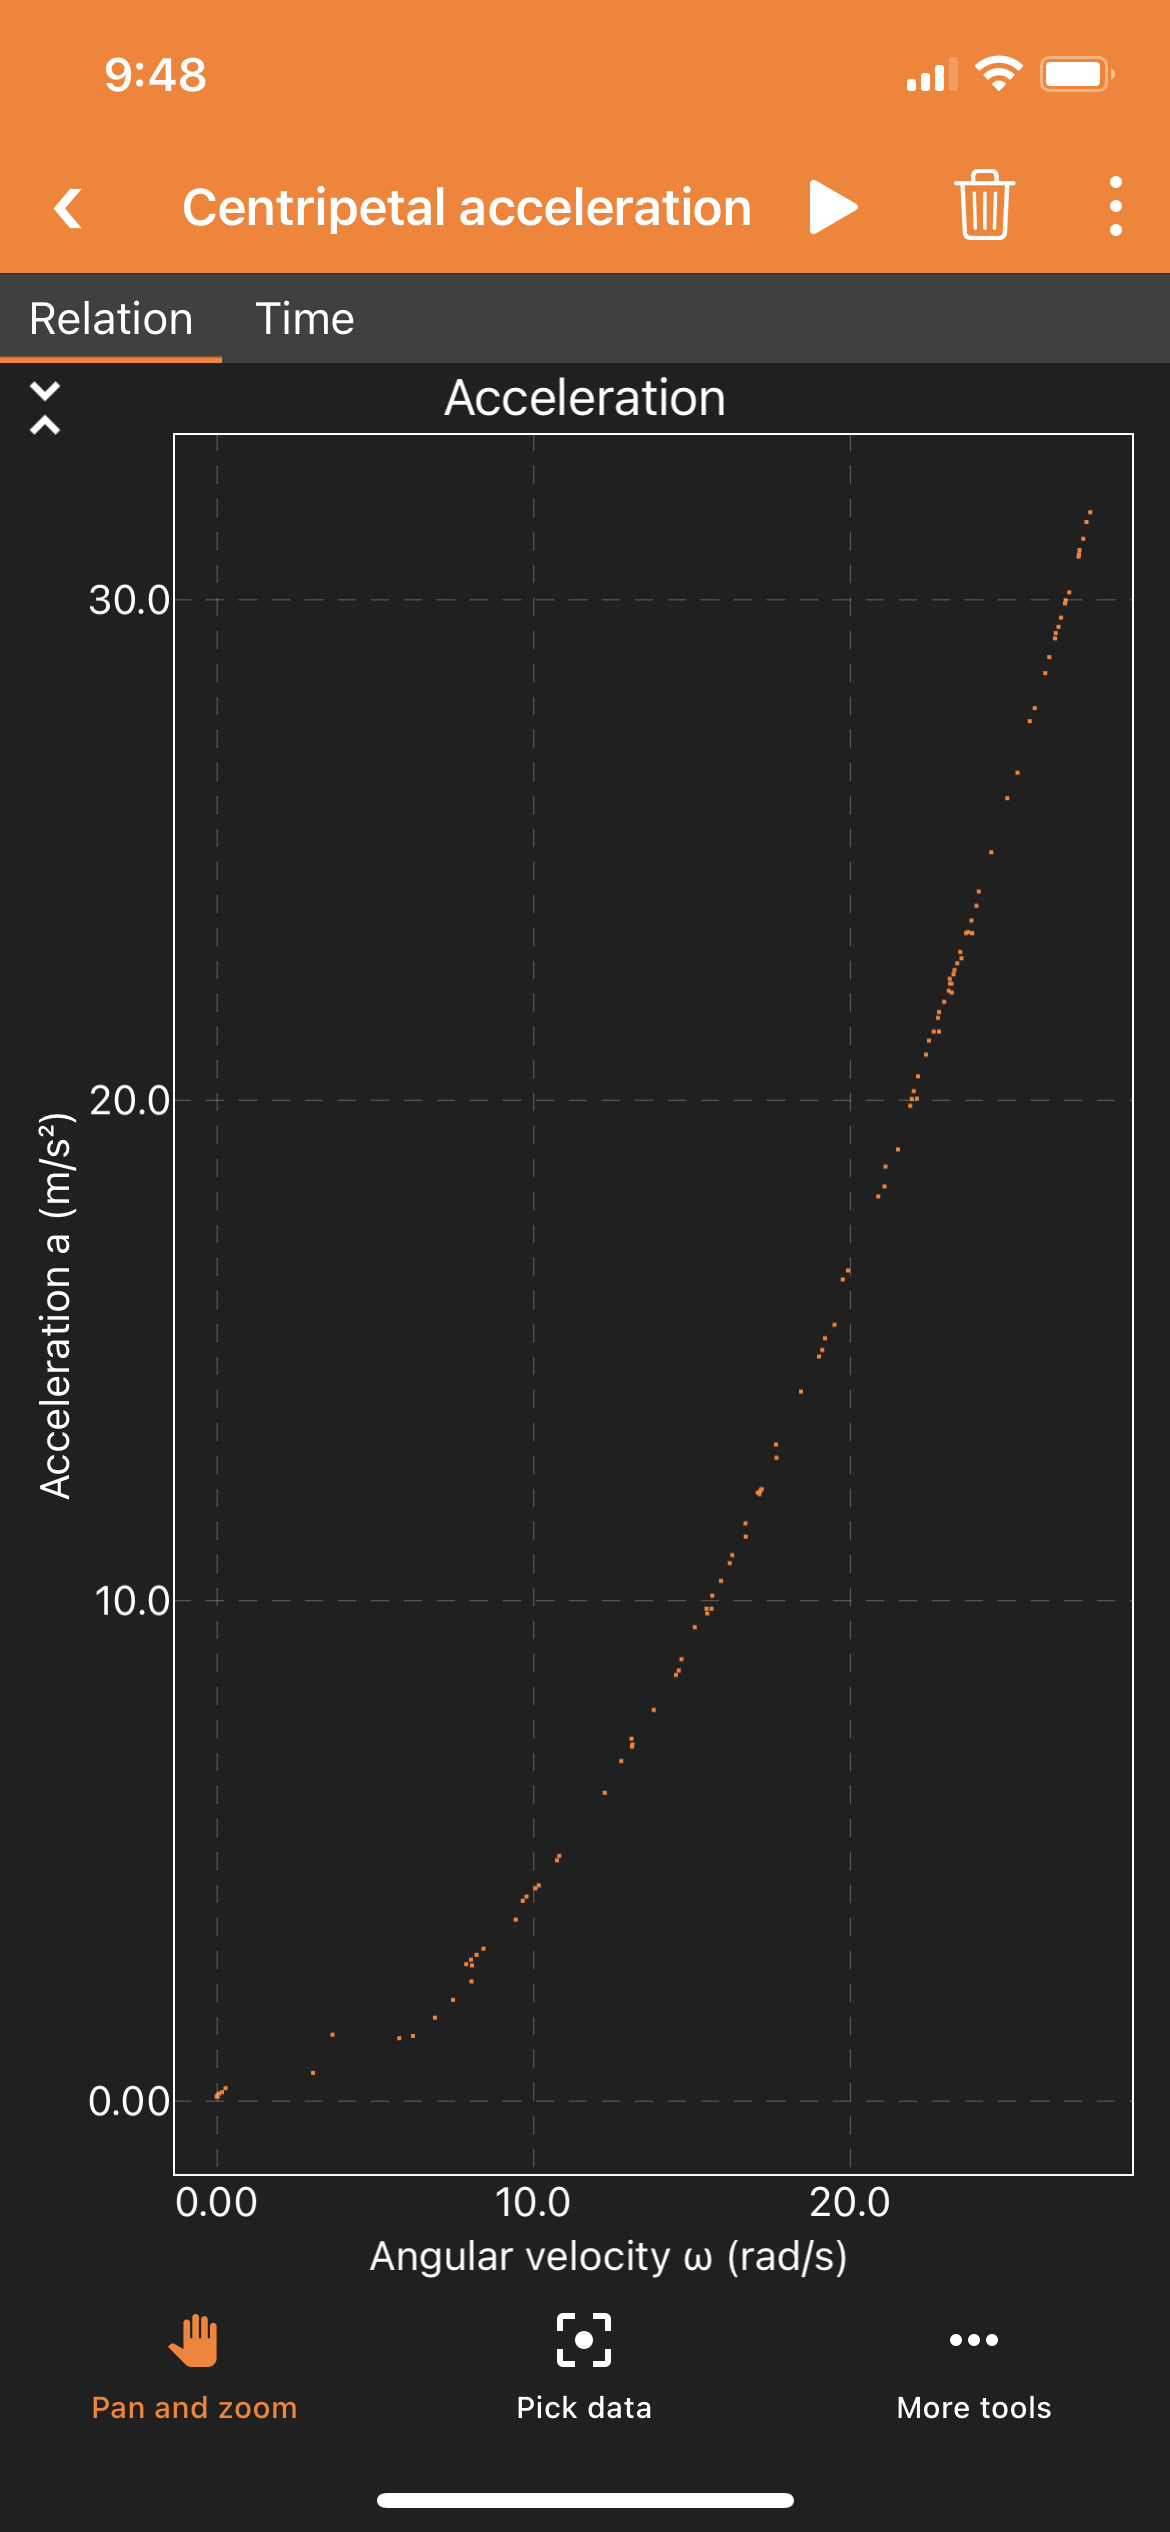 9:48
Centripetal acceleration
Relation Time
Acceleration
30.0
20.0
10.0
0.00
Acceleration a (m/s²)
0.00 10.0 20.0
Angular velocity ω (rad/s)
Pan and zoom Pick data More tools